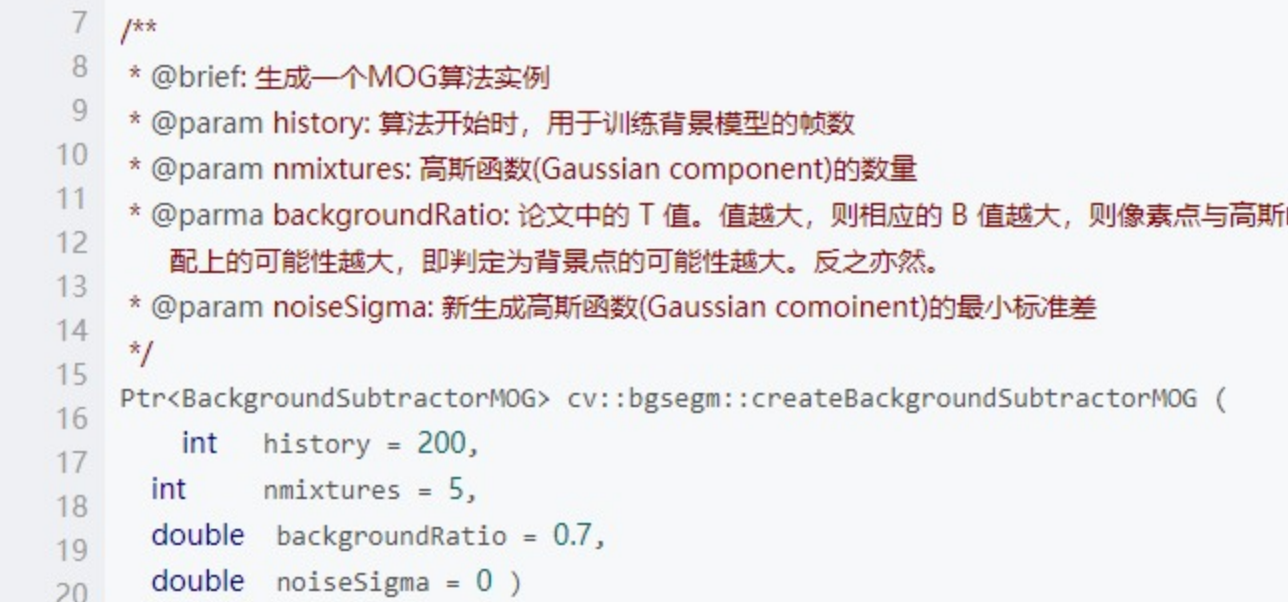 7 /**
8 * @brief: 生成一个MOG算法实例
9 * @param history: 算法开始时，用于训练背景模型的帧数
10 * @param nmixtures: 高斯函数(Gaussian component)的数量
11 * @parma backgroundRatio: 论文中的 T 值。值越大，则相应的 B 值越大，则像素点与高斯
12 配上的可能性越大，即判定为背景点的可能性越大。反之亦然。
13 * @param noiseSigma: 新生成高斯函数(Gaussian comoinent)的最小标准差
14 */
15 Ptr<BackgroundSubtractorMOG> cv::bgsegm::createBackgroundSubtractorMOG (
16 int history = 200,
17 int nmixtures = 5,
18 double backgroundRatio = 0.7,
19 double noiseSigma = 0 )
20